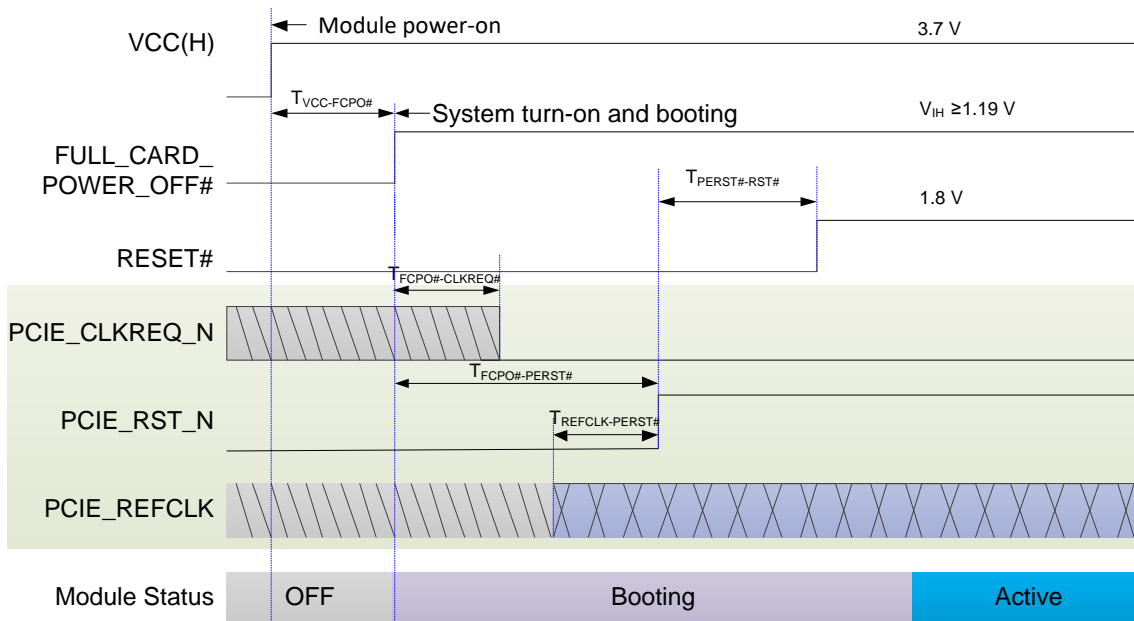 Module power-on
VCC(H)
3.7 V
TVCC-FCPO#
System turn-on and booting
VIH ≥1.19 V
FULL_CARD_
POWER_OFF#
TPERST#-RST#
1.8 V
RESET#
TFCPO#-CLKREQ#
PCIE_CLKREQ_N
TFCPO#-PERST#
PCIE_RST_N
TREFCLK-PERST#
PCIE_REFCLK
Module Status
OFF
Booting
Active